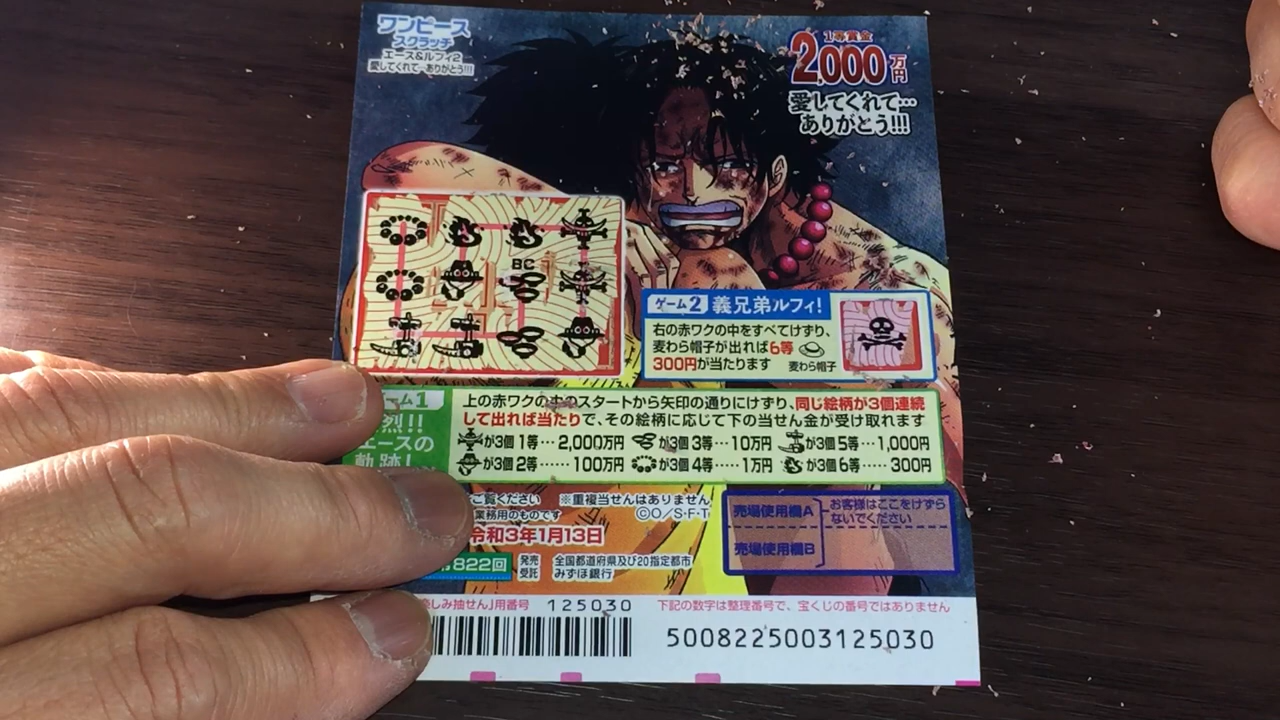 ワンピース
スクラッチ
エース&ルフィ2
愛してくれて…ありがとう!!!
1等賞金
2,000万円
愛してくれて…
ありがとう!!!
BC
ゲーム2 義兄弟ルフィ!
右の赤ワクの中をすべてけずり、
麦わら帽子が出れば6等
300円が当たります 麦わら帽子
ーム1
烈!!
エースの
軌跡!
上の赤ワクの中のスタートから矢印の通りにけずり、同じ絵柄が3個連続
して出れば当たりで、その絵柄に応じて下の当せん金が受け取れます
が3個 1等…2,000万円 が3個 3等…10万円 が3個 5等…1,000円
が3個 2等……100万円 が3個 4等……1万円 が3個 6等……300円
ご覧ください ※重複当せんはありません
業務用のものです ©O/S・F・T
令和3年1月13日
822回 発売 全国都道府県及び20指定都市
受託 みずほ銀行
売場使用欄A
売場使用欄B
お客様はここをけずら
ないでください
しみ抽せん」用番号 125030 下記の数字は整理番号で、宝くじの番号ではありません
5008225003125030